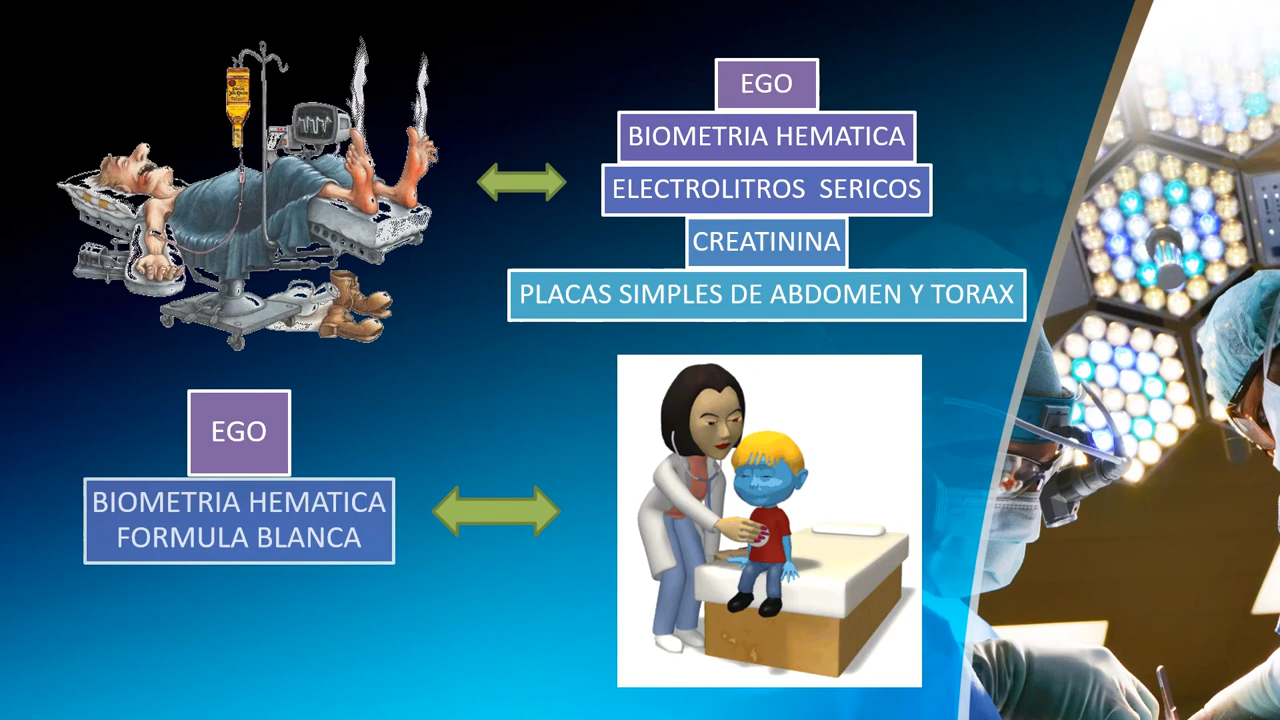 EGO
BIOMETRIA HEMATICA
ELECTROLITROS SERICOS
CREATININA
PLACAS SIMPLES DE ABDOMEN Y TORAX
EGO
BIOMETRIA HEMATICA
FORMULA BLANCA